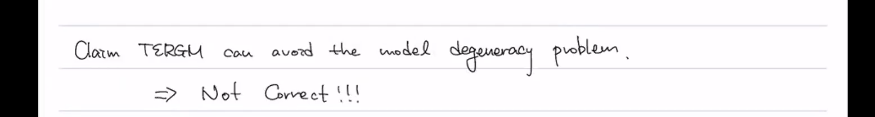 Claim TERGM can avoid the model degeneracy problem.
⇒ Not Correct!!!